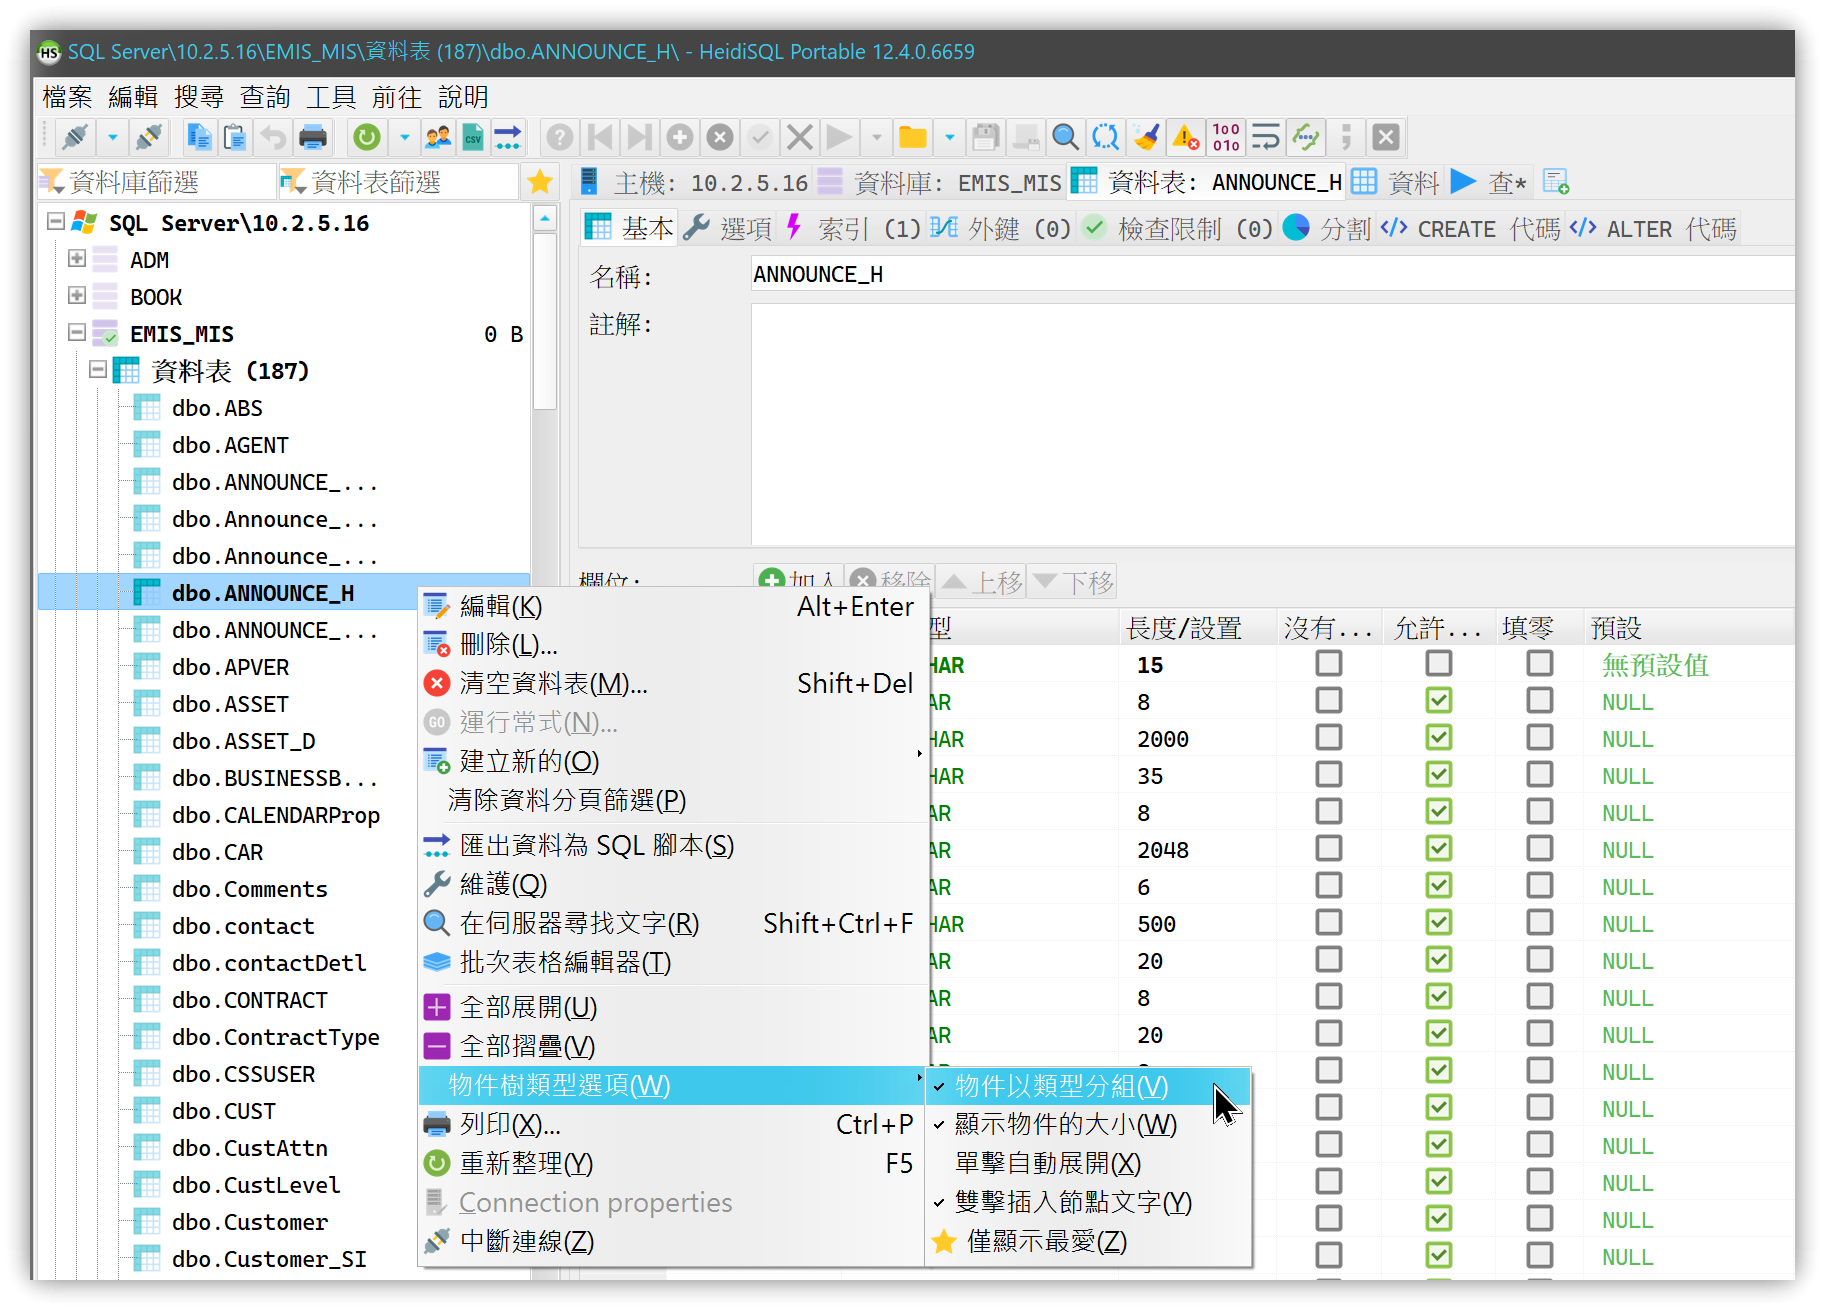 SQL Server\10.2.5.16\EMIS_MIS\資料表 (187)\dbo.ANNOUNCE_H\ - HeidiSQL Portable 12.4.0.6659
檔案 編輯 搜尋 查詢 工具 前往 說明
資料庫篩選 資料表篩選
主機: 10.2.5.16 資料庫: EMIS_MIS 資料表: ANNOUNCE_H 資料 查*
基本 選項 索引 (1) 外鍵 (0) 檢查限制 (0) 分割 CREATE 代碼 ALTER 代碼
SQL Server\10.2.5.16
ADM
BOOK
EMIS_MIS 0 B
資料表 (187)
dbo.ABS
dbo.AGENT
dbo.ANNOUNCE_...
dbo.Announce_...
dbo.Announce_...
dbo.ANNOUNCE_H
dbo.ANNOUNCE_...
dbo.APVER
dbo.ASSET
dbo.ASSET_D
dbo.BUSINESSB...
dbo.CALENDARProp
dbo.CAR
dbo.Comments
dbo.contact
dbo.contactDetl
dbo.CONTRACT
dbo.ContractType
dbo.CSSUSER
dbo.CUST
dbo.CustAttn
dbo.CustLevel
dbo.Customer
dbo.Customer_SI
名稱: ANNOUNCE_H
註解:
欄位: 加入 移除 上移 下移
型 長度/設置 沒有... 允許... 填零 預設
HAR 15 無預設值
AR 8 NULL
HAR 2000 NULL
HAR 35 NULL
AR 8 NULL
AR 2048 NULL
AR 6 NULL
HAR 500 NULL
AR 20 NULL
AR 8 NULL
AR 20 NULL
NULL
NULL
NULL
NULL
NULL
NULL
編輯(K) Alt+Enter
刪除(L)...
清空資料表(M)... Shift+Del
運行常式(N)...
建立新的(O)
清除資料分頁篩選(P)
匯出資料為 SQL 腳本(S)
維護(Q)
在伺服器尋找文字(R) Shift+Ctrl+F
批次表格編輯器(T)
全部展開(U)
全部摺疊(V)
物件樹類型選項(W)
列印(X)... Ctrl+P
重新整理(Y) F5
Connection properties
中斷連線(Z)
物件以類型分組(V)
顯示物件的大小(W)
單擊自動展開(X)
雙擊插入節點文字(Y)
僅顯示最愛(Z)